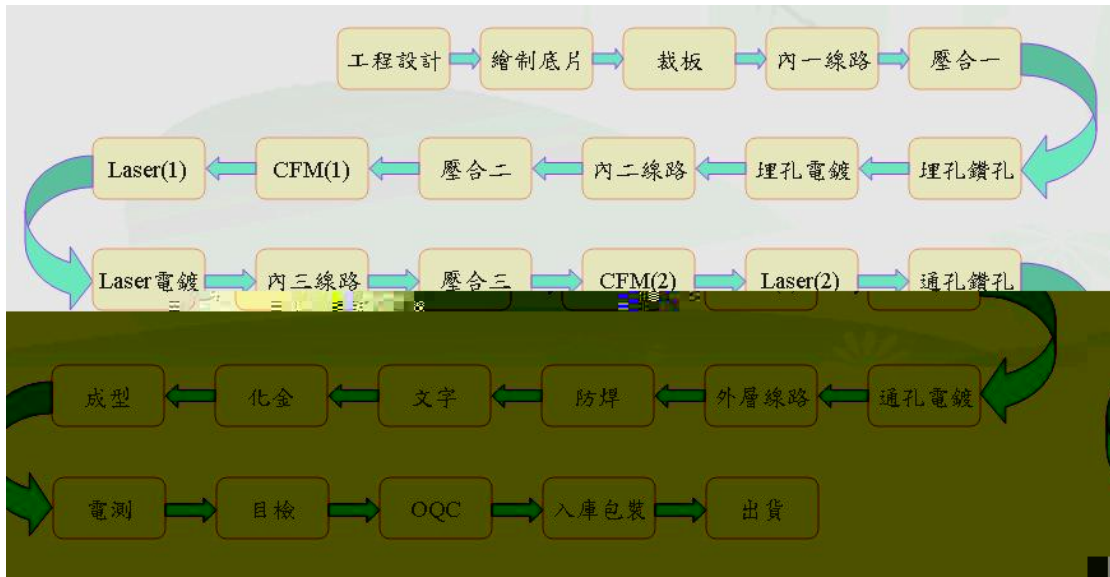 工程設計 繪制底片 裁板 內一線路 壓合一
Laser(1) CFM(1) 壓合二 內二線路 埋孔電鍍 埋孔鑽孔
Laser電鍍 內三線路 壓合三 CFM(2) Laser(2) 通孔鑽孔
成型 化金 文字 防焊 外層線路 通孔電鍍
電測 目檢 OQC 入庫包裝 出貨